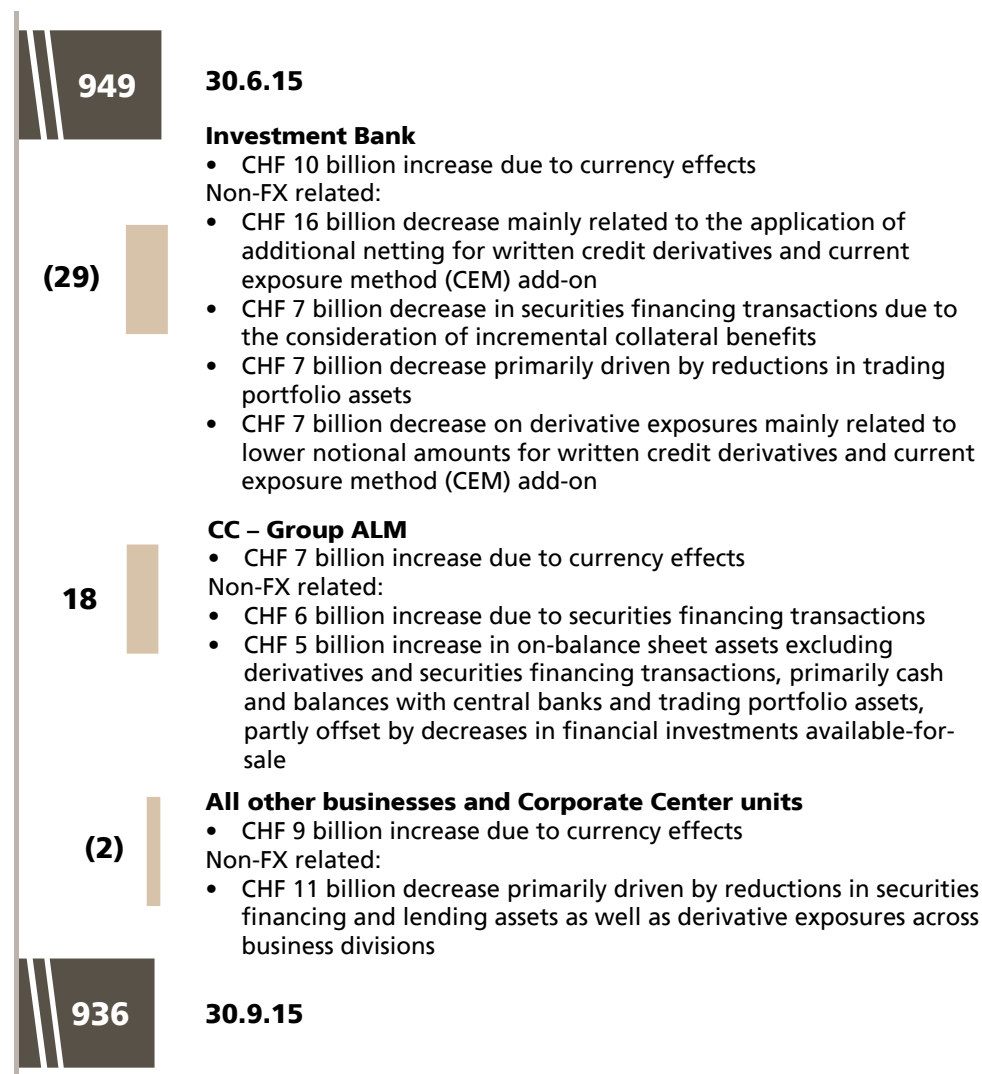 949
30.6.15
Investment Bank
• CHF 10 billion increase due to currency effects
Non-FX related:
• CHF 16 billion decrease mainly related to the application of
additional netting for written credit derivatives and current
exposure method (CEM) add-on
(29)
• CHF 7 billion decrease in securities financing transactions due to
the consideration of incremental collateral benefits
• CHF 7 billion decrease primarily driven by reductions in trading
portfolio assets
• CHF 7 billion decrease on derivative exposures mainly related to
lower notional amounts for written credit derivatives and current
exposure method (CEM) add-on
CC – Group ALM
• CHF 7 billion increase due to currency effects
Non-FX related:
18
• CHF 6 billion increase due to securities financing transactions
• CHF 5 billion increase in on-balance sheet assets excluding
derivatives and securities financing transactions, primarily cash
and balances with central banks and trading portfolio assets,
partly offset by decreases in financial investments available-for-
sale
All other businesses and Corporate Center units
• CHF 9 billion increase due to currency effects
(2)
Non-FX related:
• CHF 11 billion decrease primarily driven by reductions in securities
financing and lending assets as well as derivative exposures across
business divisions
936
30.9.15